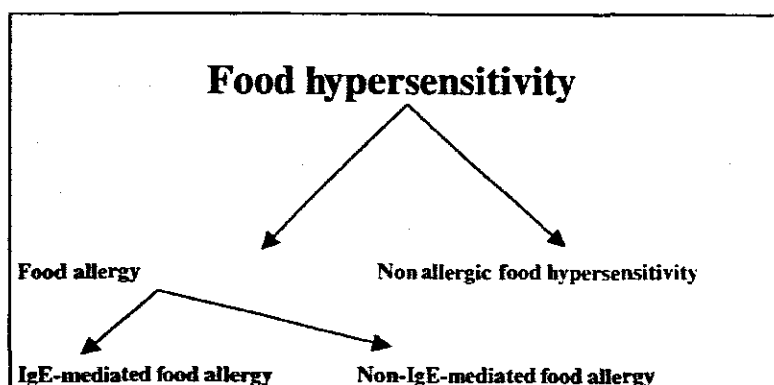 Food hypersensitivity
Food allergy
Non allergic food hypersensitivity
IgE-mediated food allergy
Non-IgE-mediated food allergy